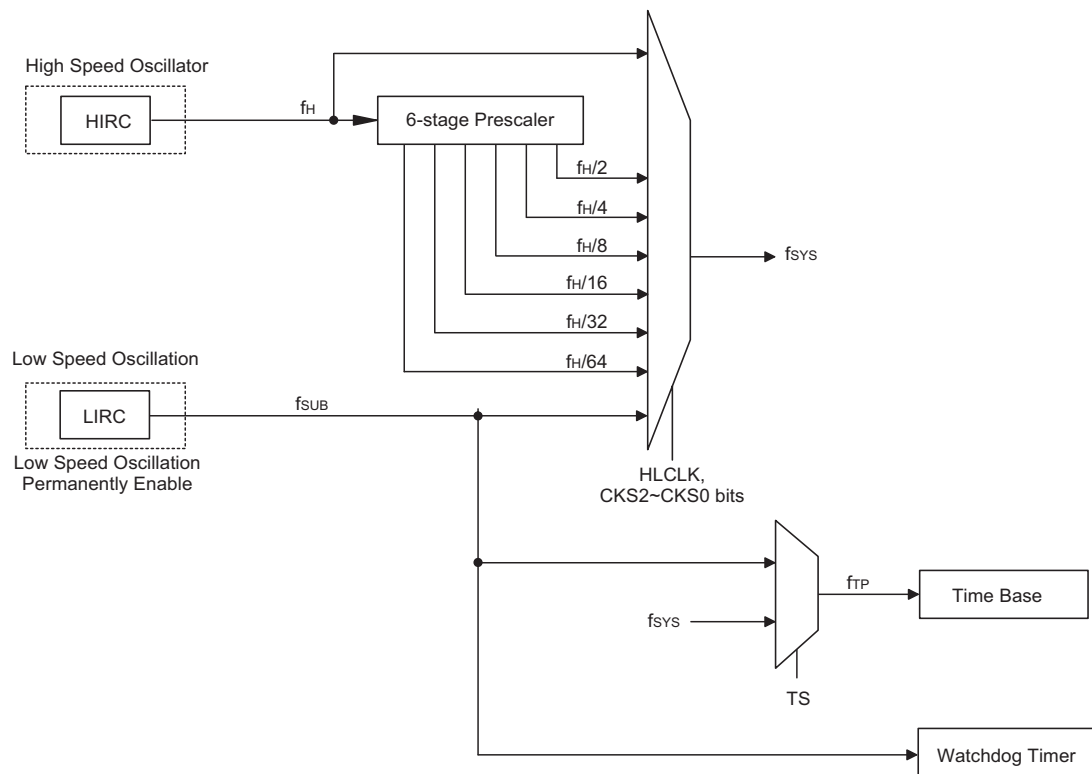 High Speed Oscillator
HIRC
fH
6-stage Prescaler
fH/2
fH/4
fH/8
fH/16
fH/32
fH/64
fSYS
Low Speed Oscillation
LIRC
fSUB
Low Speed Oscillation
Permanently Enable
HLCLK,
CKS2~CKS0 bits
fSYS
fTP
Time Base
TS
Watchdog Timer